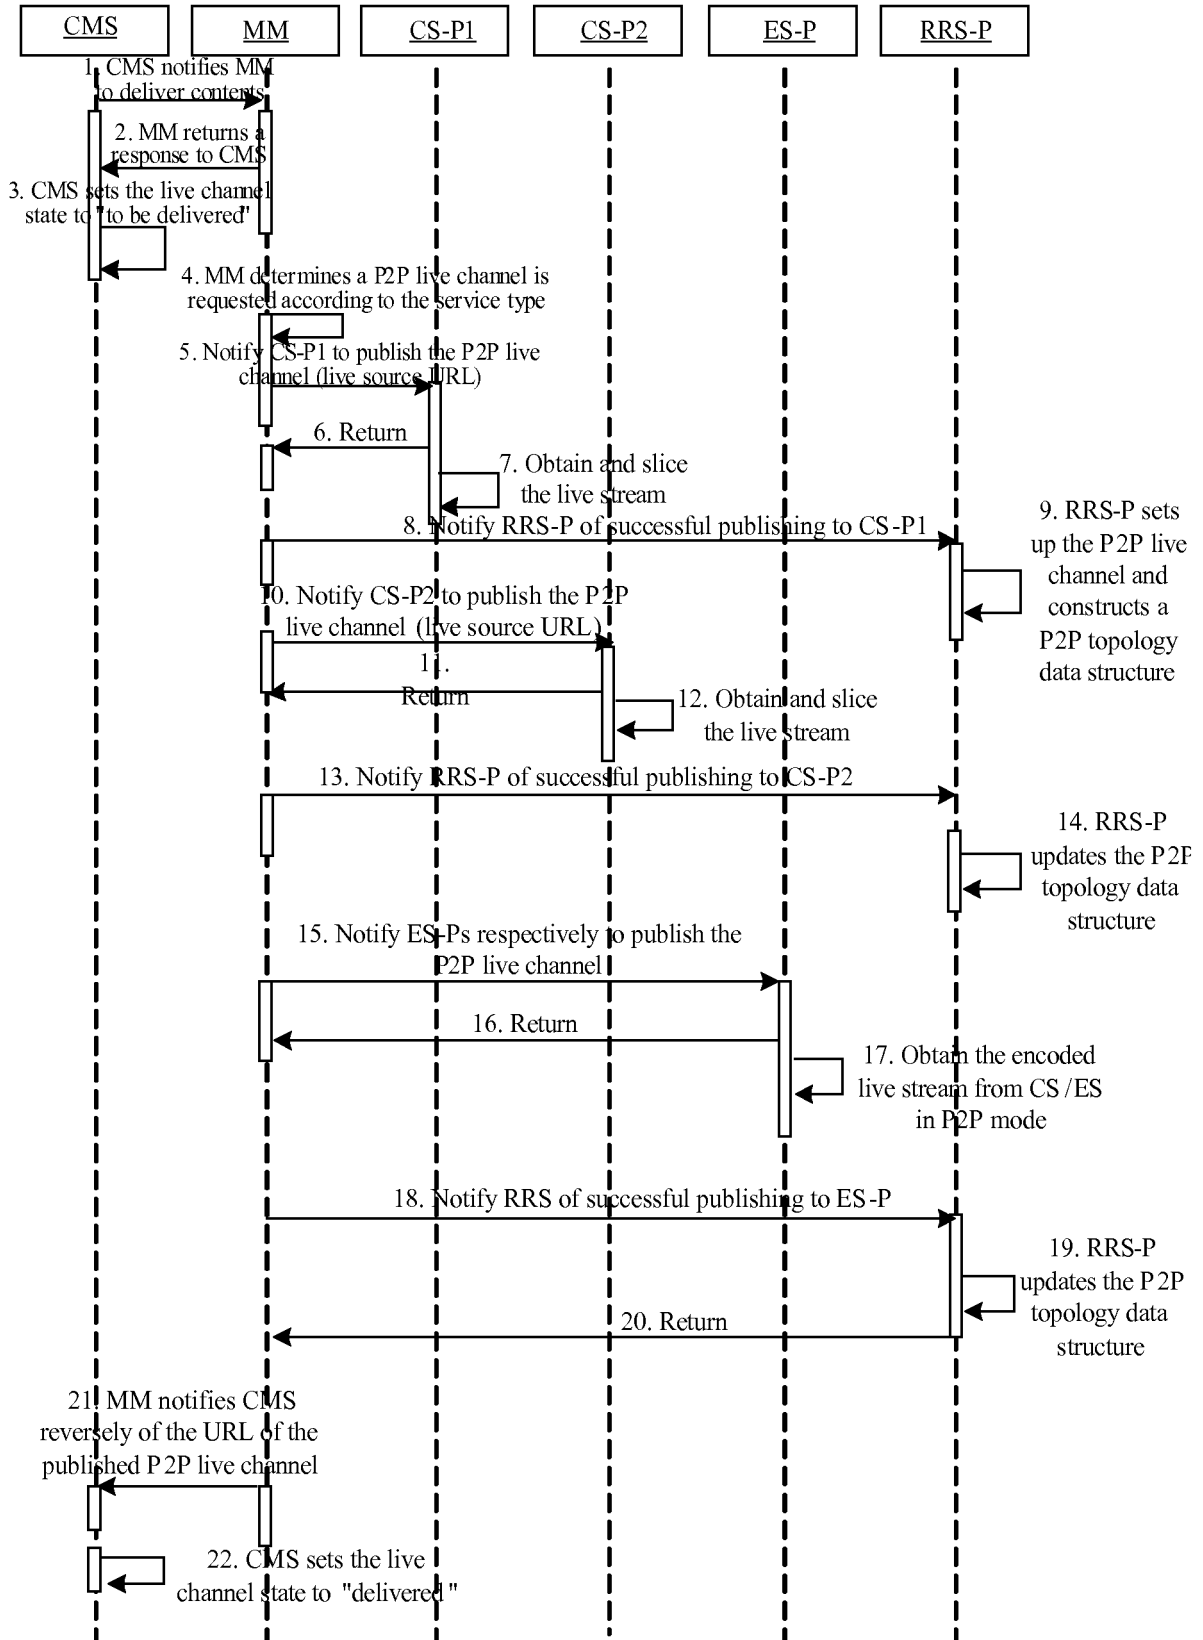 CMS
MM
CS-P1
CS-P2
ES-P
RRS-P
1. CMS notifies MM
to deliver contents
2. MM returns a
response to CMS
3. CMS sets the live channel
state to "to be delivered"
4. MM determines a P2P live channel is
requested according to the service type
5. Notify CS-P1 to publish the P2P live
channel (live source URL)
6. Return
7. Obtain and slice
the live stream
8. Notify RRS-P of successful publishing to CS-P1
9. RRS-P sets
up the P2P live
channel and
constructs a
P2P topology
data structure
10. Notify CS-P2 to publish the P2P
live channel (live source URL)
11.
Return
12. Obtain and slice
the live stream
13. Notify RRS-P of successful publishing to CS-P2
14. RRS-P
updates the P2P
topology data
structure
15. Notify ES-Ps respectively to publish the
P2P live channel
16. Return
17. Obtain the encoded
live stream from CS/ES
in P2P mode
18. Notify RRS of successful publishing to ES-P
19. RRS-P
updates the P2P
topology data
structure
20. Return
21. MM notifies CMS
reversely of the URL of the
published P2P live channel
22. CMS sets the live
channel state to "delivered"